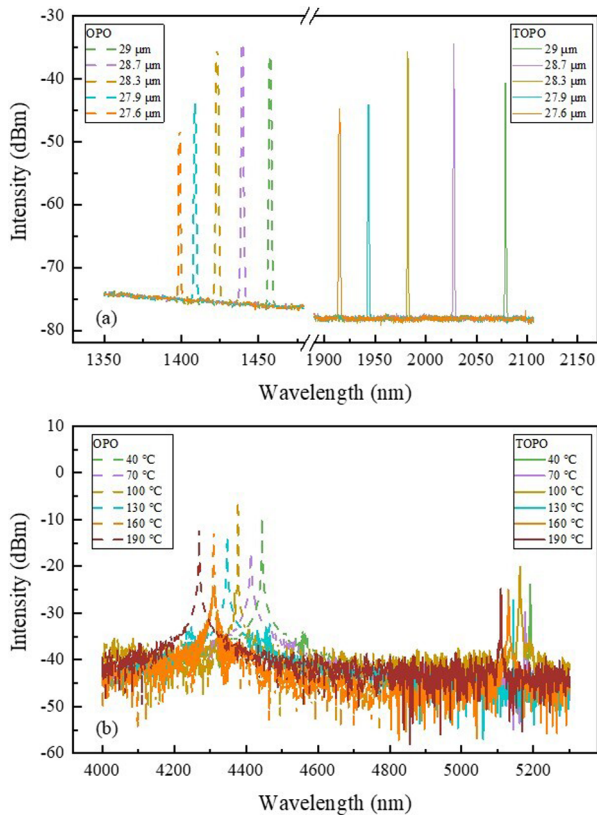 -30
-40
-50
-60
-70
-80
Intensity (dBm)
OPO
29 μm
28.7 μm
28.3 μm
27.9 μm
27.6 μm
TOPO
29 μm
28.7 μm
28.3 μm
27.9 μm
27.6 μm
(a)
1350 1400 1450 1900 1950 2000 2050 2100 2150
Wavelength (nm)
10
0
-10
-20
-30
-40
-50
-60
Intensity (dBm)
OPO
40 °C
70 °C
100 °C
130 °C
160 °C
190 °C
TOPO
40 °C
70 °C
100 °C
130 °C
160 °C
190 °C
(b)
4000 4200 4400 4600 4800 5000 5200
Wavelength (nm)